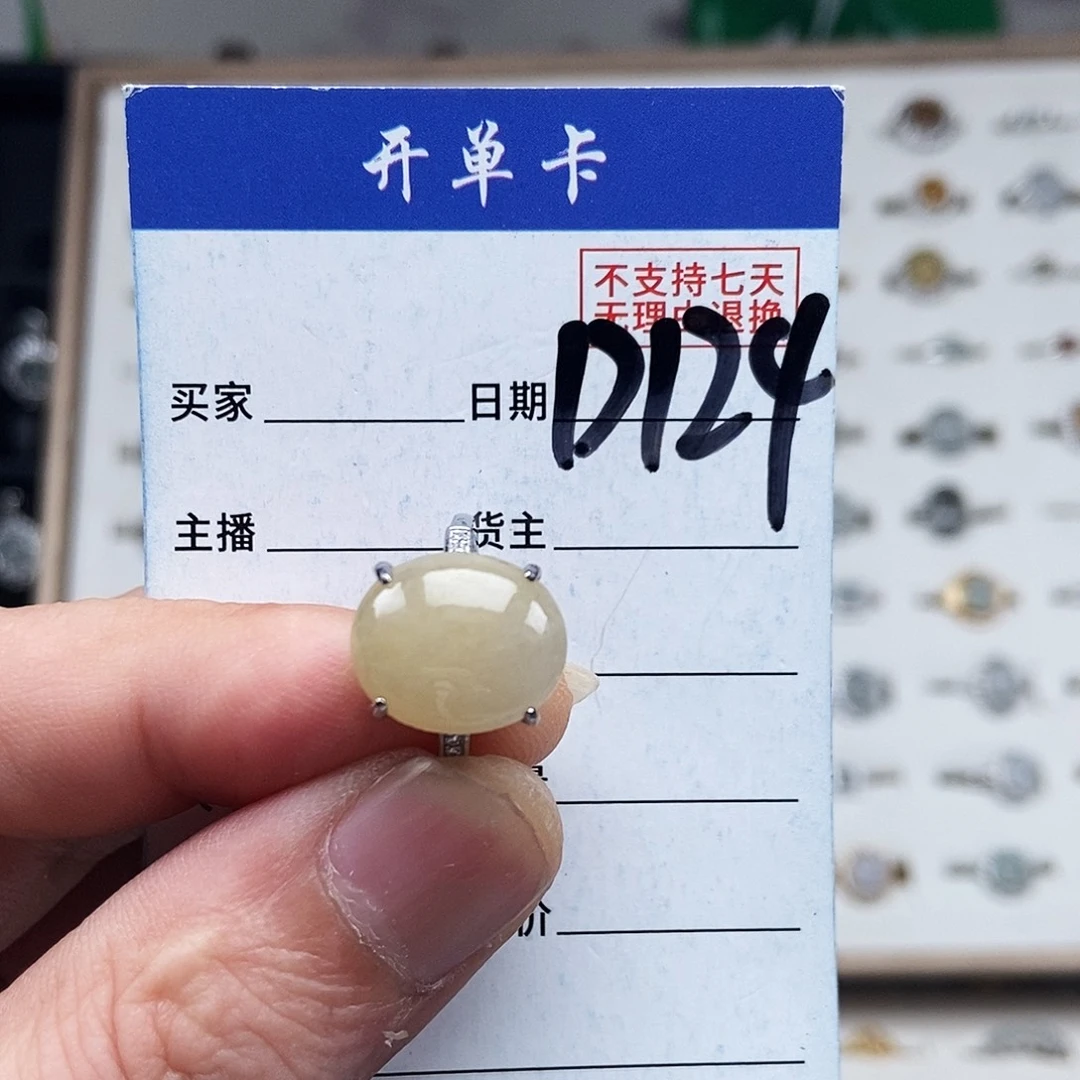 开单卡
不支持七天
无理由退换
D124
买家 日期
主播 货主
价